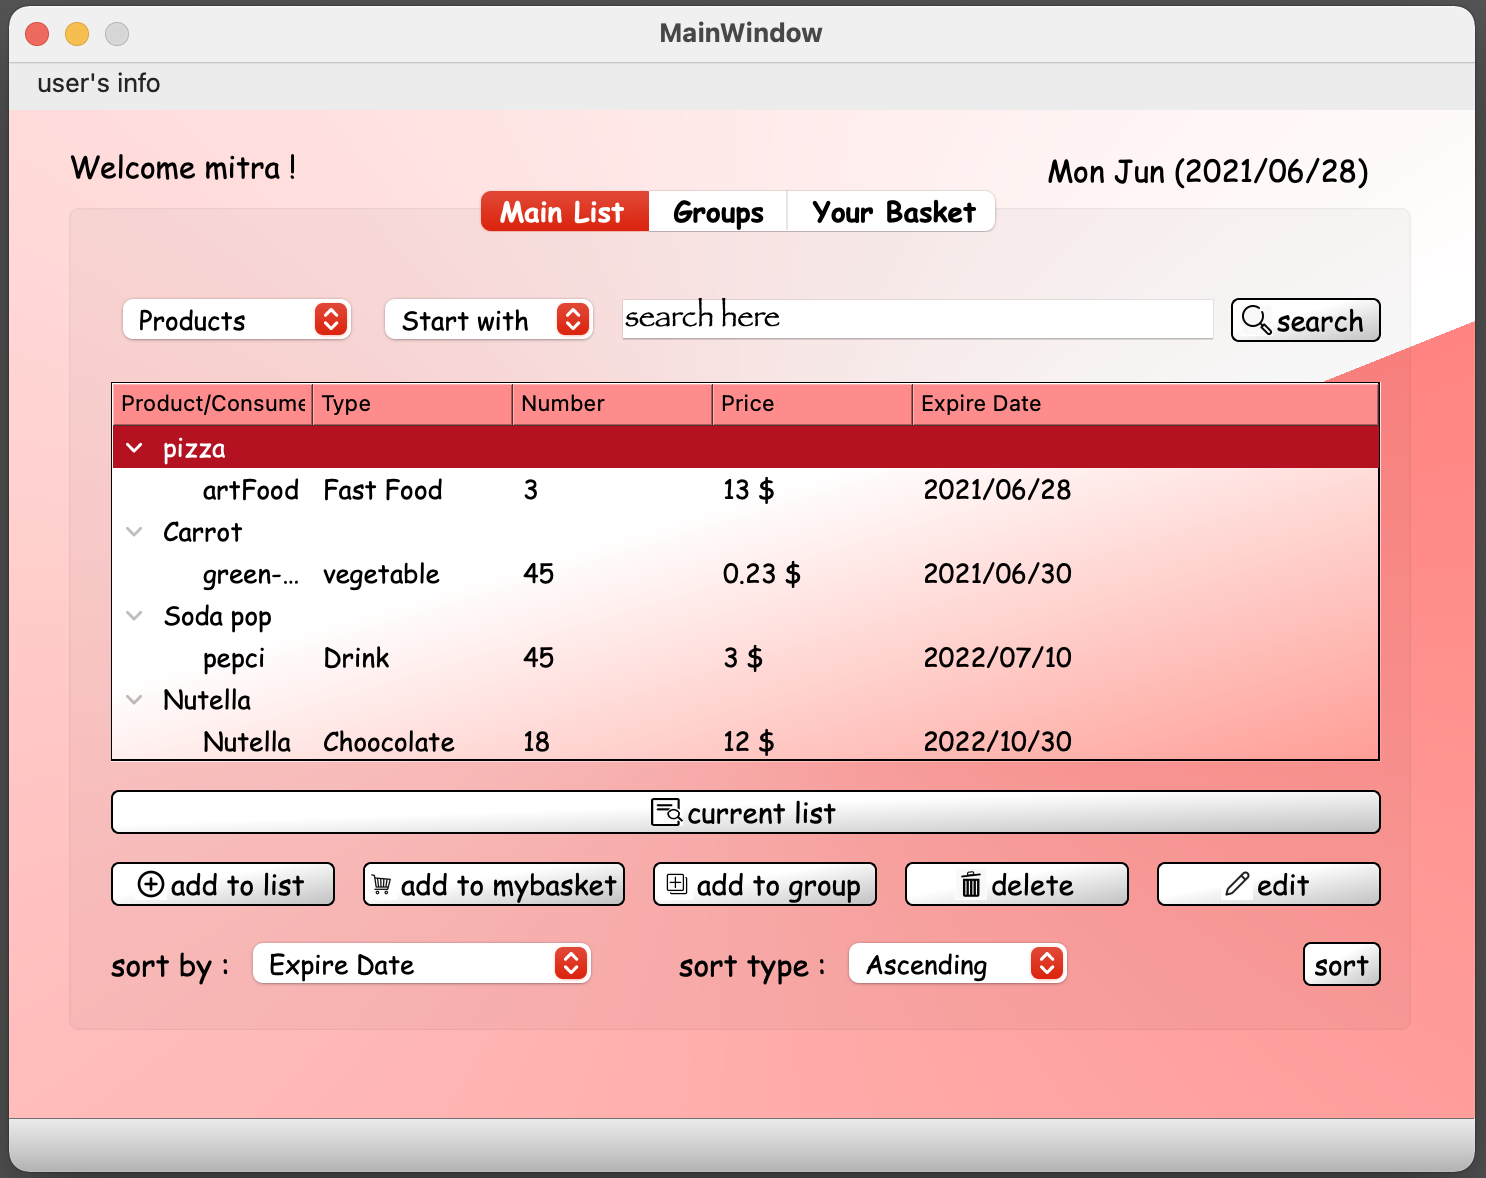 MainWindow
user's info
Welcome mitra !
Mon Jun (2021/06/28)
Main List Groups Your Basket
Products Start with search here search
Product/Consume Type Number Price Expire Date
pizza
artFood Fast Food 3 13 $ 2021/06/28
Carrot
green-... vegetable 45 0.23 $ 2021/06/30
Soda pop
pepci Drink 45 3 $ 2022/07/10
Nutella
Nutella Choocolate 18 12 $ 2022/10/30
current list
add to list add to mybasket add to group delete edit
sort by : Expire Date sort type : Ascending sort